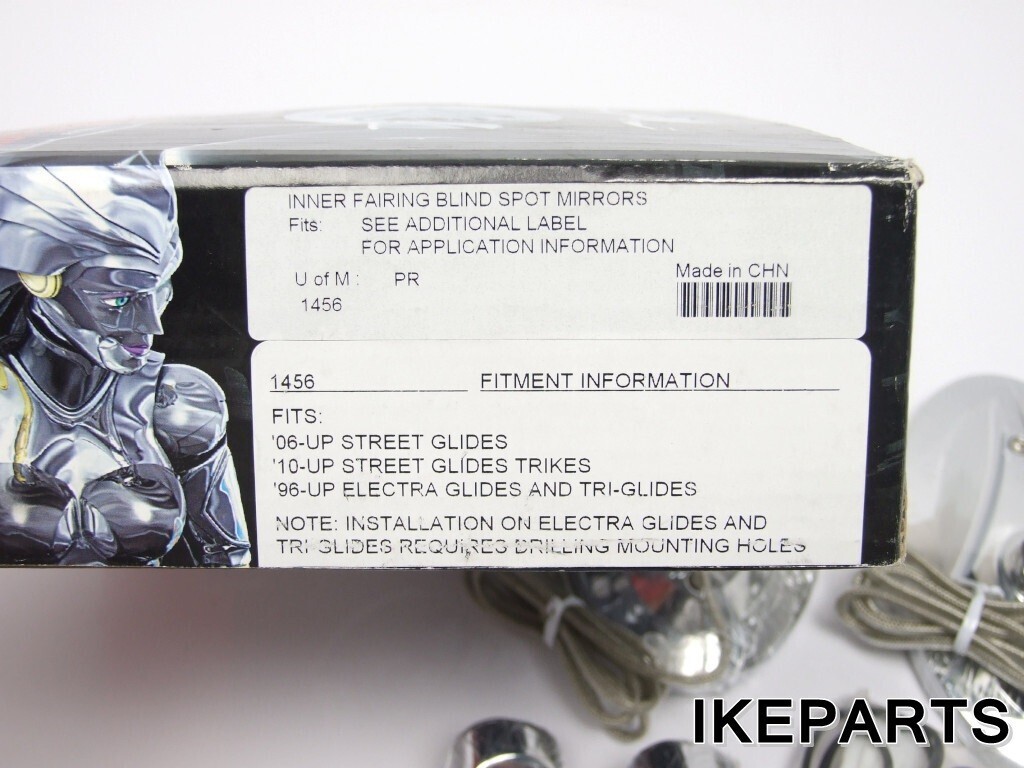 INNER FAIRING BLIND SPOT MIRRORS
Fits: SEE ADDITIONAL LABEL
FOR APPLICATION INFORMATION
U of M : PR
Made in CHN
1456
1456 FITMENT INFORMATION
FITS:
'06-UP STREET GLIDES
'10-UP STREET GLIDES TRIKES
'96-UP ELECTRA GLIDES AND TRI-GLIDES
NOTE: INSTALLATION ON ELECTRA GLIDES AND
TRI-GLIDES REQUIRES DRILLING MOUNTING HOLES
IKEPARTS